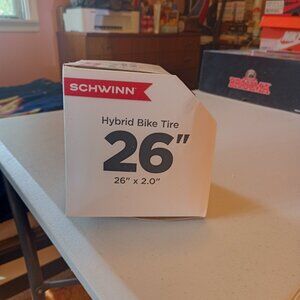 SCHWINN
Hybrid Bike Tire
26"
26" x 2.0"